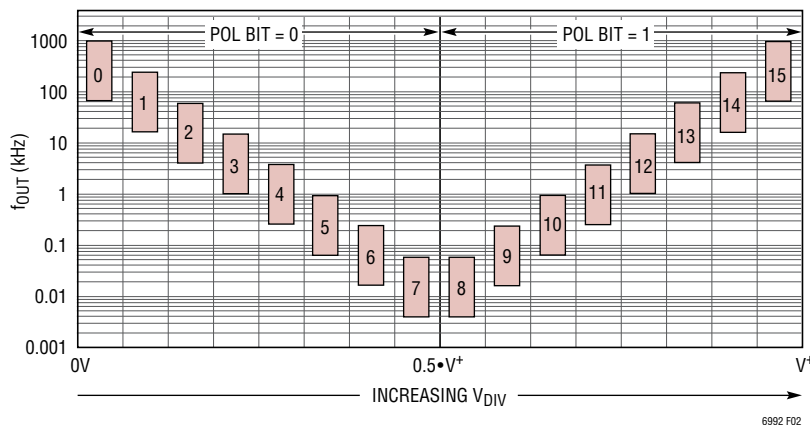 POL BIT = 0
POL BIT = 1
1000
100
10
1
0.1
0.01
0.001
fOUT (kHz)
0
1
2
3
4
5
6
7
8
9
10
11
12
13
14
15
0V
0.5•V+
V+
INCREASING VDIV
6992 F02